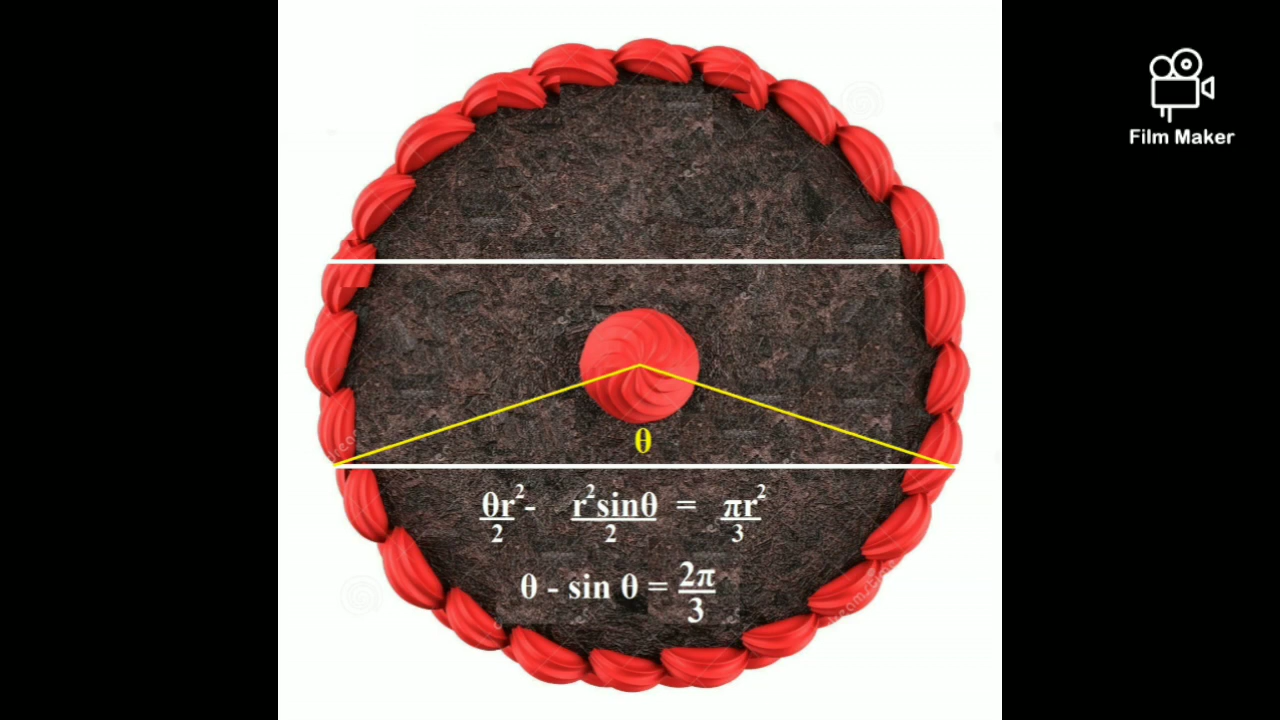 Film Maker
θ
θr²/2 - r²sinθ/2 = πr²/3
θ - sin θ = 2π/3